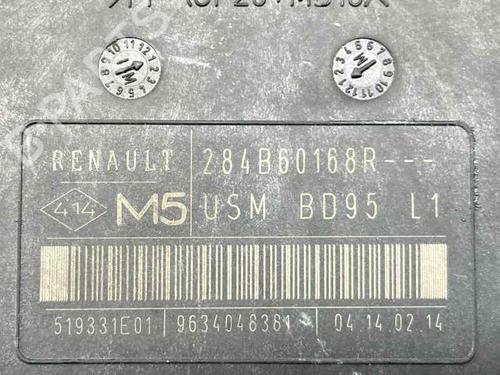 RENAULT 284B60168R---
414 M5 USM BD95 L1
519331E01 9634048381 04.14.02.14